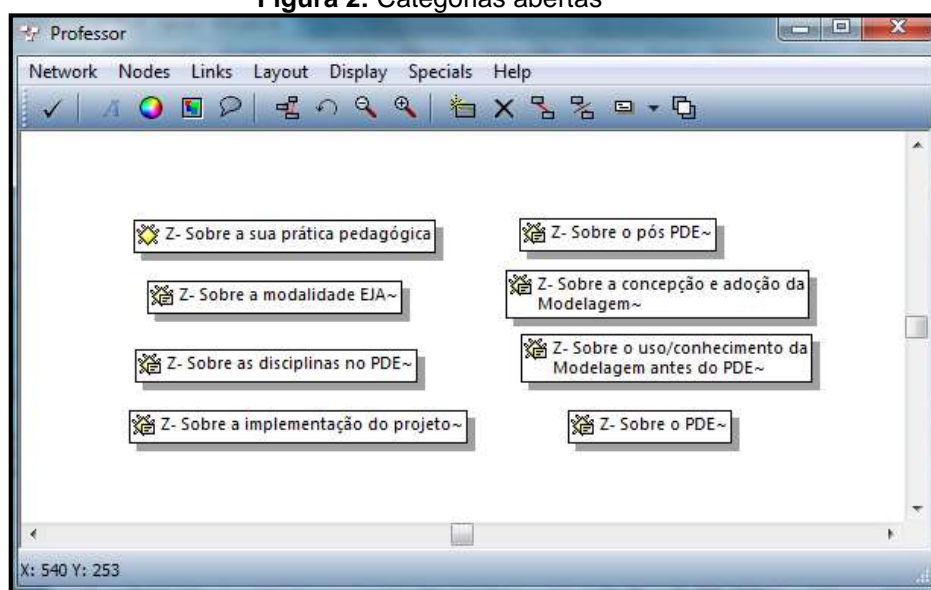 Figura 2. Categorias abertas
Professor
Network Nodes Links Layout Display Specials Help
Z- Sobre a sua prática pedagógica
Z- Sobre a modalidade EJA~
Z- Sobre as disciplinas no PDE~
Z- Sobre a implementação do projeto~
Z- Sobre o pós PDE~
Z- Sobre a concepção e adoção da
Modelagem~
Z- Sobre o uso/conhecimento da
Modelagem antes do PDE~
Z- Sobre o PDE~
X: 540 Y: 253